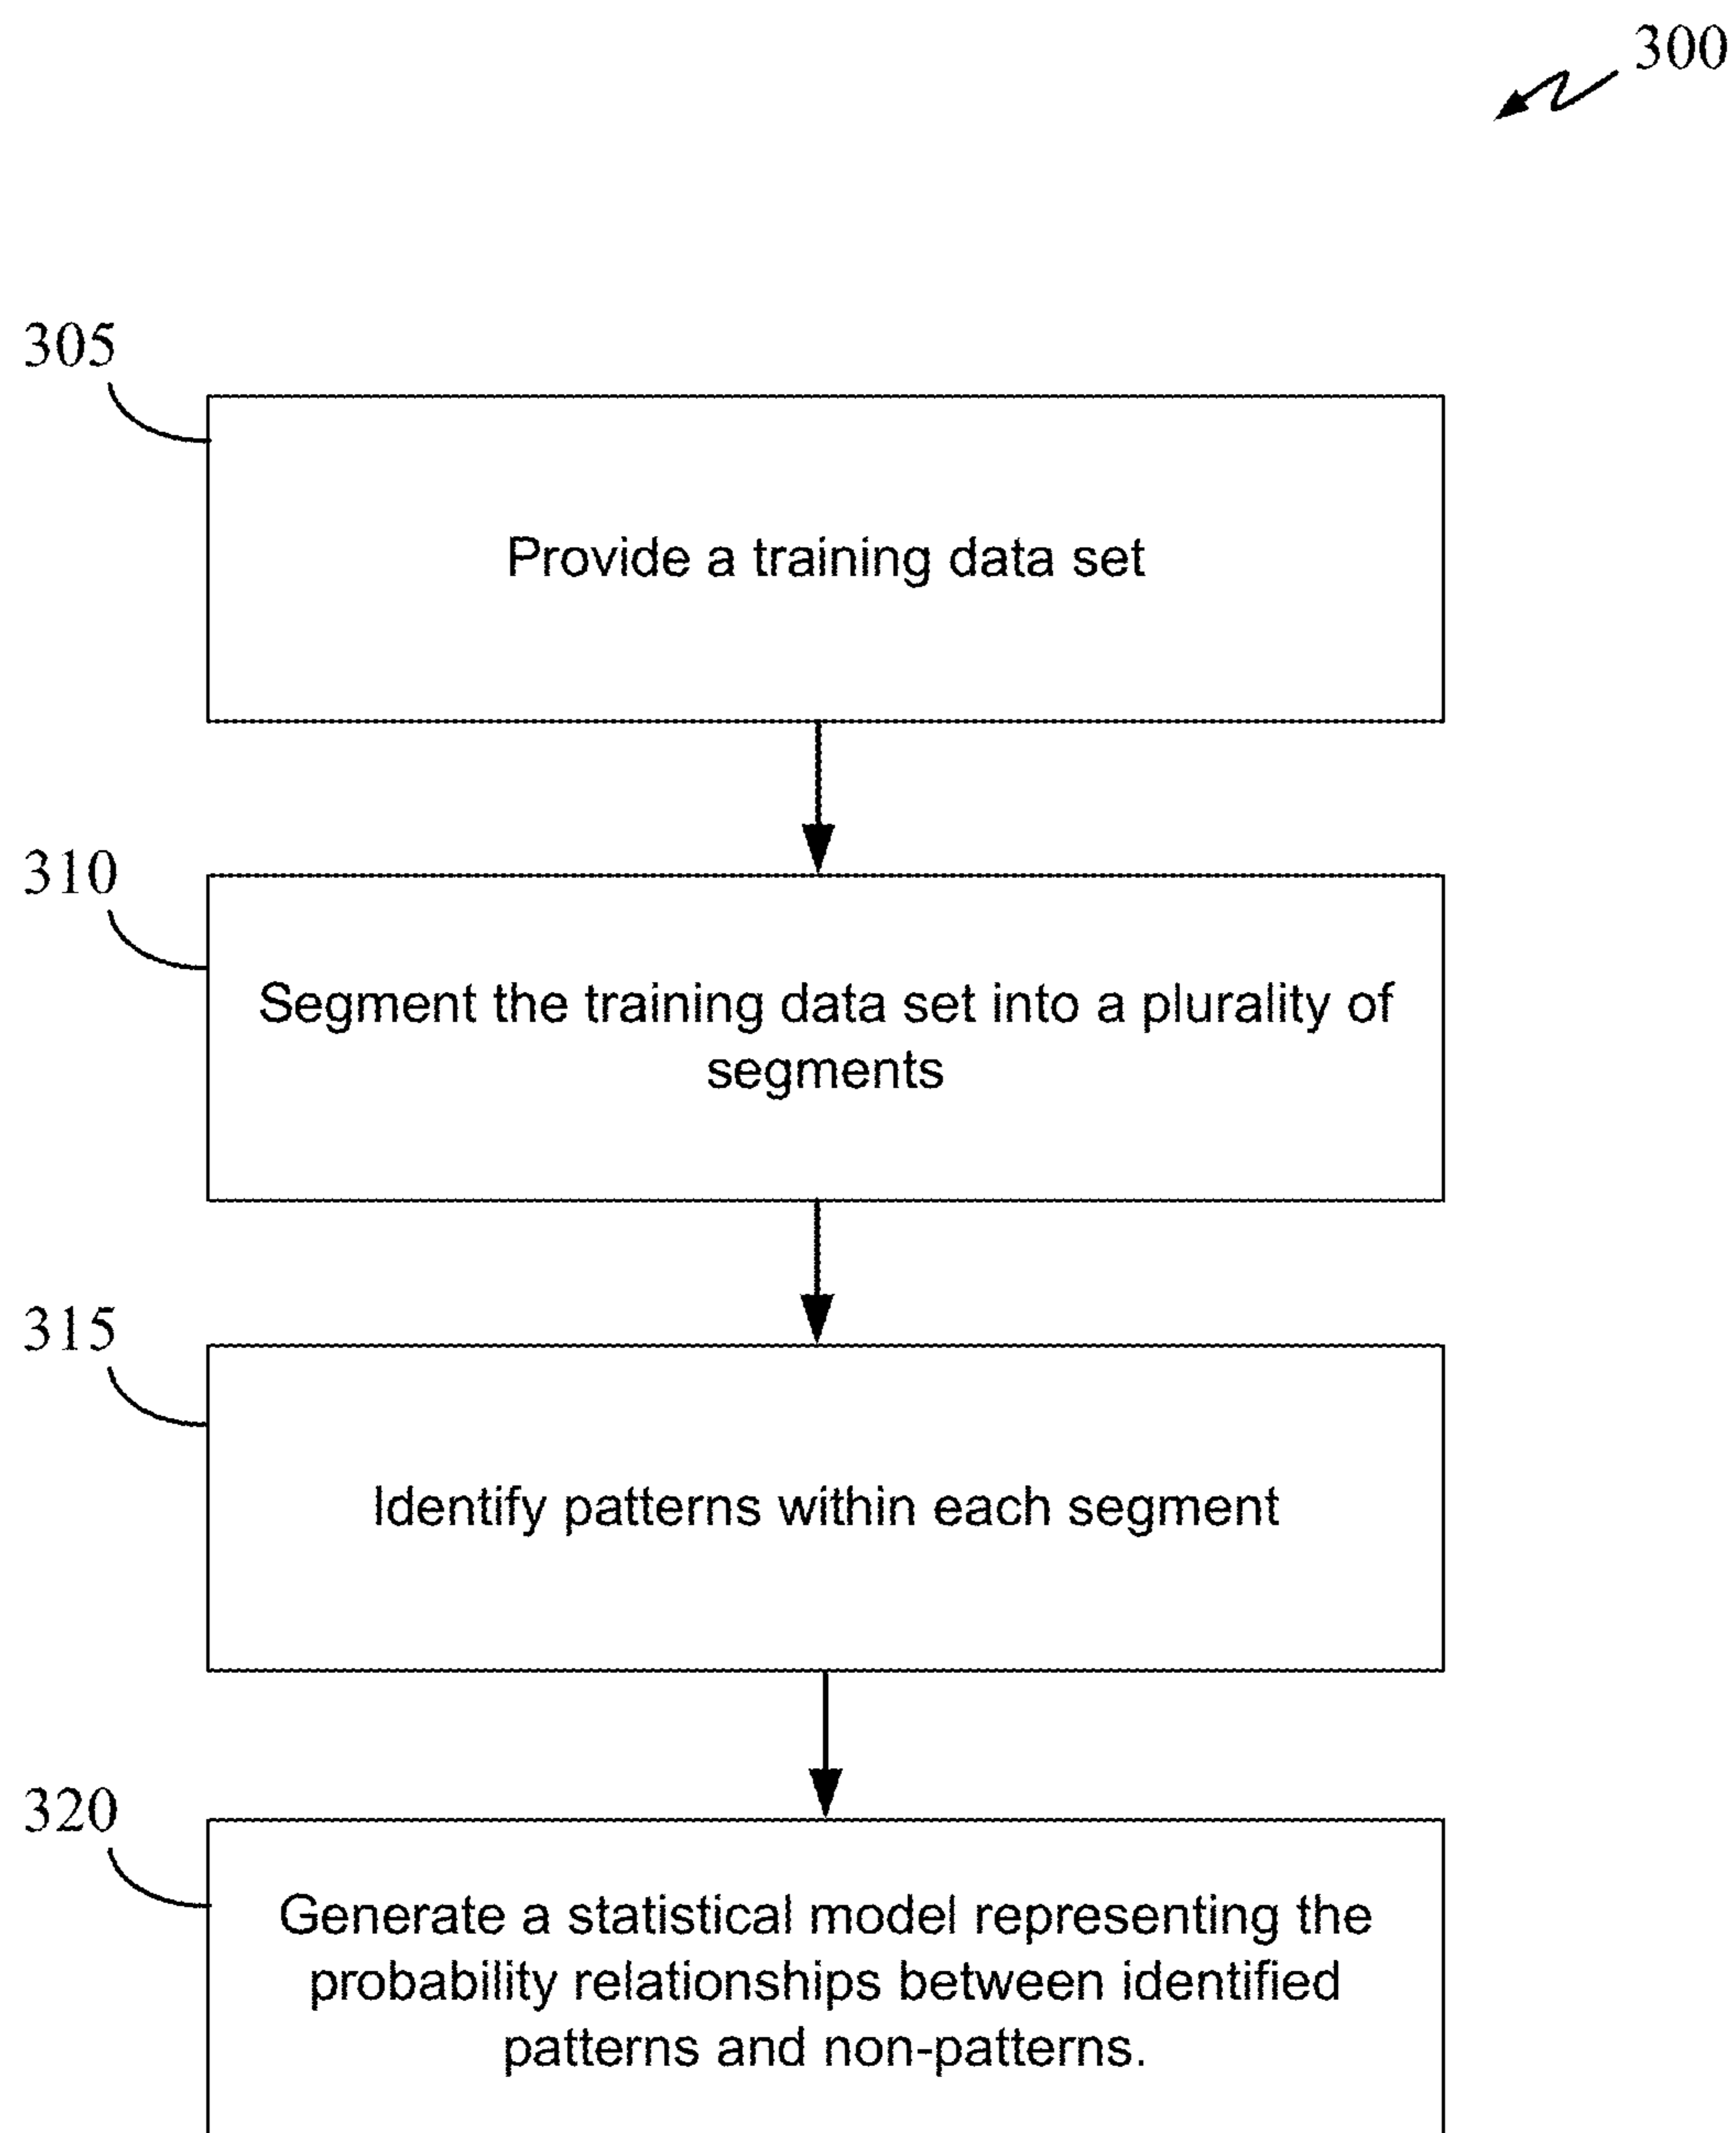 300
305
Provide a training data set
310
Segment the training data set into a plurality of
segments
315
Identify patterns within each segment
320
Generate a statistical model representing the
probability relationships between identified
patterns and non-patterns.